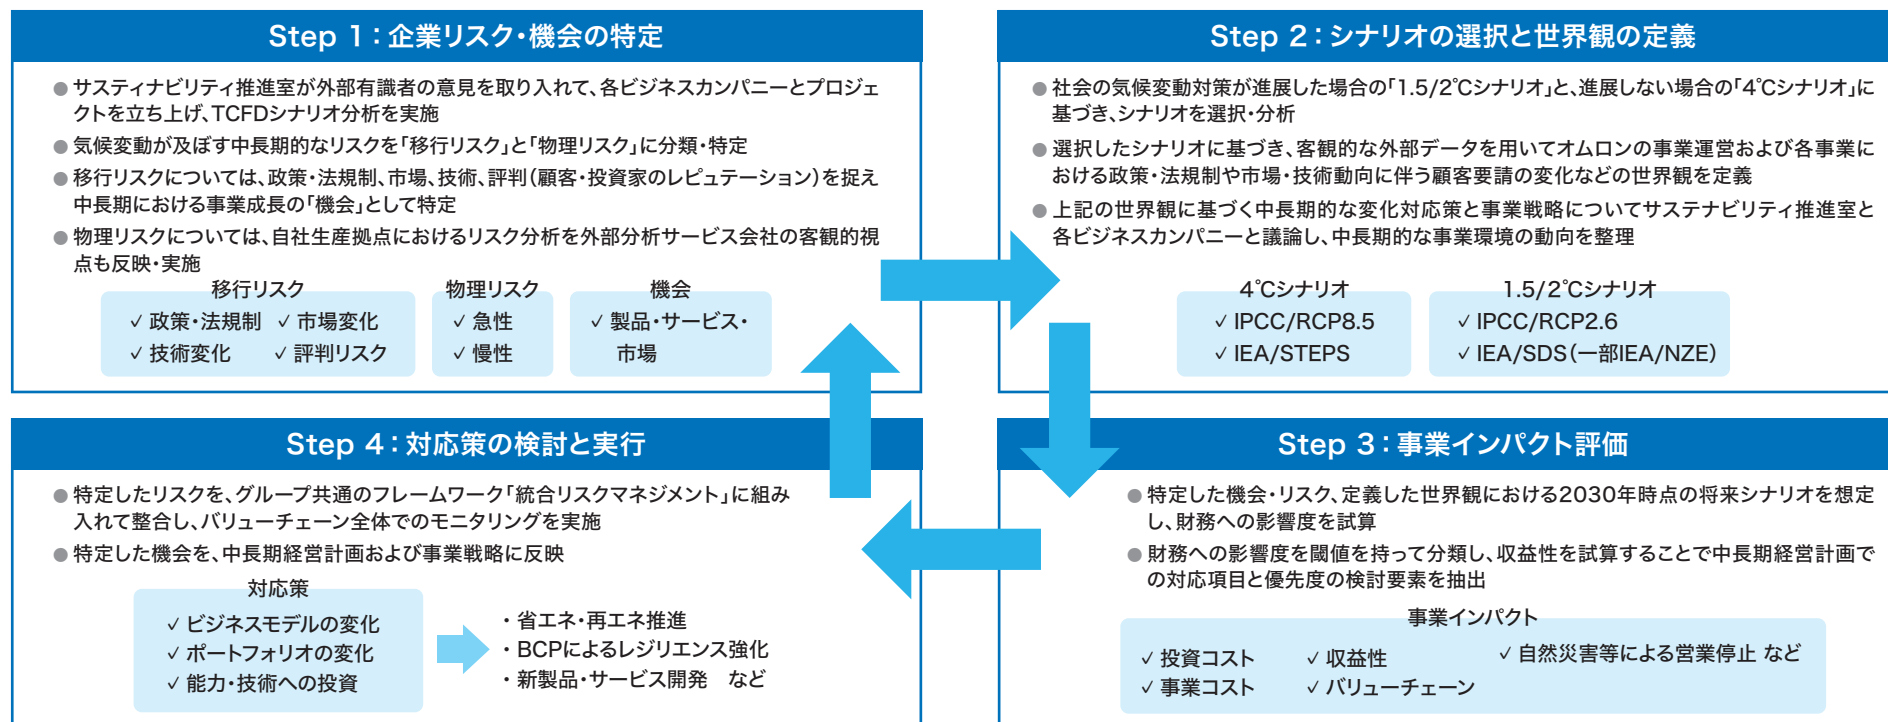 Step 1：企業リスク・機会の特定
● サスティナビリティ推進室が外部有識者の意見を取り入れて、各ビジネスカンパニーとプロジェ
クトを立ち上げ、TCFDシナリオ分析を実施
● 気候変動が及ぼす中長期的なリスクを「移行リスク」と「物理リスク」に分類・特定
● 移行リスクについては、政策・法規制、市場、技術、評判（顧客・投資家のレピュテーション）を捉え
中長期における事業成長の「機会」として特定
● 物理リスクについては、自社生産拠点におけるリスク分析を外部分析サービス会社の客観的視
点も反映・実施
移行リスク
✓ 政策・法規制 ✓ 市場変化
✓ 技術変化 ✓ 評判リスク
物理リスク
✓ 急性
✓ 慢性
機会
✓ 製品・サービス・
市場
Step 2：シナリオの選択と世界観の定義
● 社会の気候変動対策が進展した場合の「1.5/2℃シナリオ」と、進展しない場合の「4℃シナリオ」に
基づき、シナリオを選択・分析
● 選択したシナリオに基づき、客観的な外部データを用いてオムロンの事業運営および各事業に
おける政策・法規制や市場・技術動向に伴う顧客要請の変化などの世界観を定義
● 上記の世界観に基づく中長期的な変化対応策と事業戦略についてサステナビリティ推進室と
各ビジネスカンパニーと議論し、中長期的な事業環境の動向を整理
4℃シナリオ
✓ IPCC/RCP8.5
✓ IEA/STEPS
1.5/2℃シナリオ
✓ IPCC/RCP2.6
✓ IEA/SDS（一部IEA/NZE）
Step 3：事業インパクト評価
● 特定した機会・リスク、定義した世界観における2030年時点の将来シナリオを想定
し、財務への影響度を試算
● 財務への影響度を閾値を持って分類し、収益性を試算することで中長期経営計画で
の対応項目と優先度の検討要素を抽出
事業インパクト
✓ 投資コスト ✓ 収益性 ✓ 自然災害等による営業停止 など
✓ 事業コスト ✓ バリューチェーン
Step 4：対応策の検討と実行
● 特定したリスクを、グループ共通のフレームワーク「統合リスクマネジメント」に組み
入れて整合し、バリューチェーン全体でのモニタリングを実施
● 特定した機会を、中長期経営計画および事業戦略に反映
対応策
✓ ビジネスモデルの変化
✓ ポートフォリオの変化
✓ 能力・技術への投資
・省エネ・再エネ推進
・BCPによるレジリエンス強化
・新製品・サービス開発 など